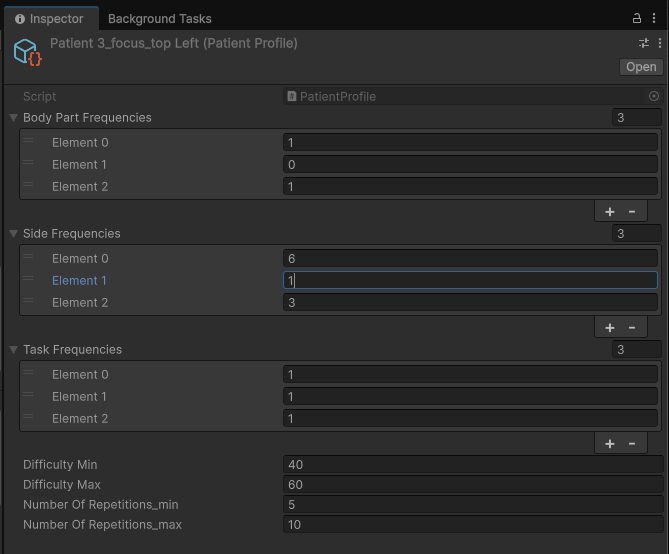 Inspector
Background Tasks
Patient 3_focus_top Left (Patient Profile)
Open
Script PatientProfile
Body Part Frequencies 3
Element 0 1
Element 1 0
Element 2 1
+ -
Side Frequencies 3
Element 0 6
Element 1 1
Element 2 3
+ -
Task Frequencies 3
Element 0 1
Element 1 1
Element 2 1
+ -
Difficulty Min 40
Difficulty Max 60
Number Of Repetitions_min 5
Number Of Repetitions_max 10